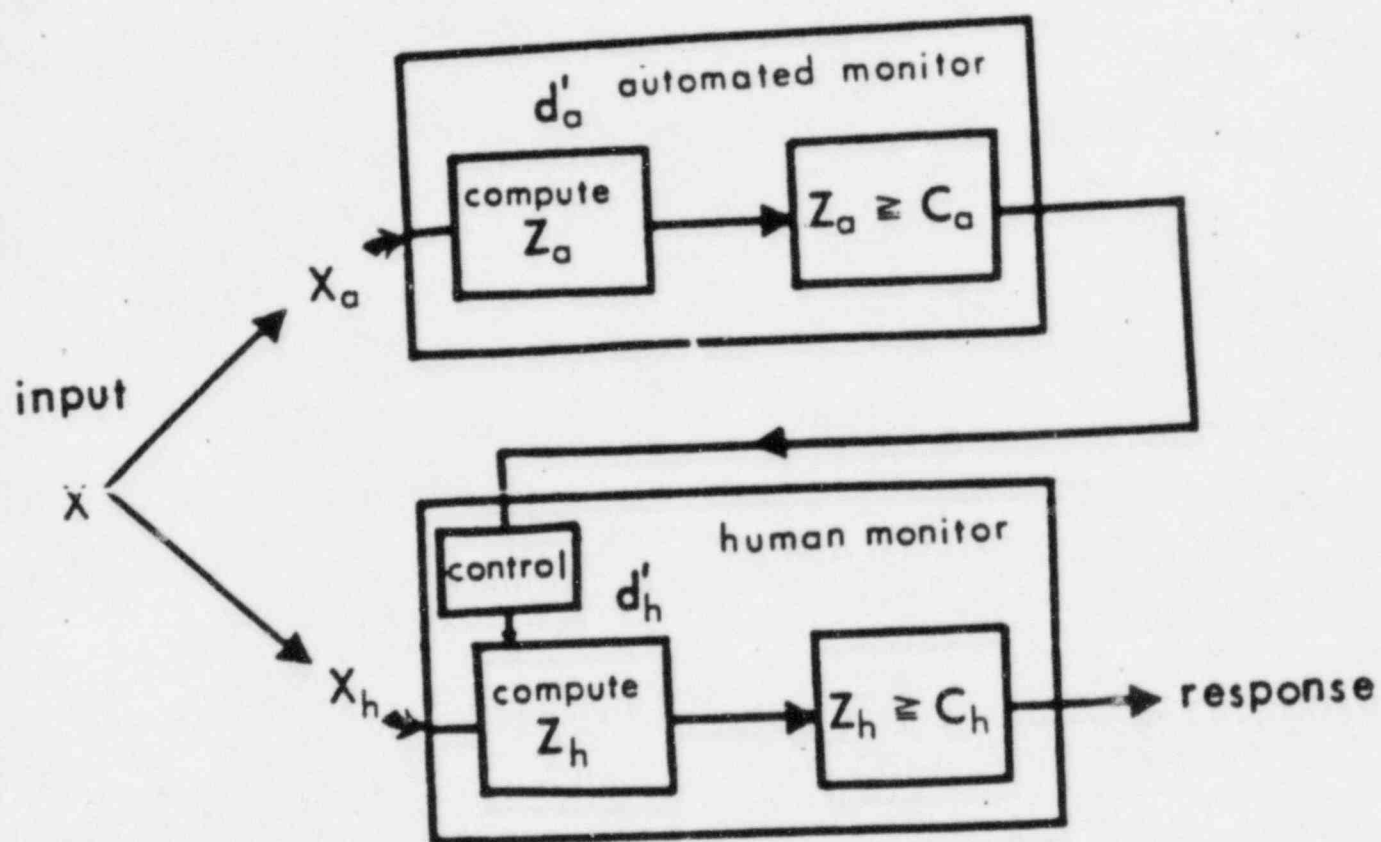 d'ₐ automated monitor
compute
Zₐ
Zₐ ≧ Cₐ
Xₐ
input
X
human monitor
control
d'ₕ
Xₕ
compute
Zₕ
Zₕ ≧ Cₕ
response